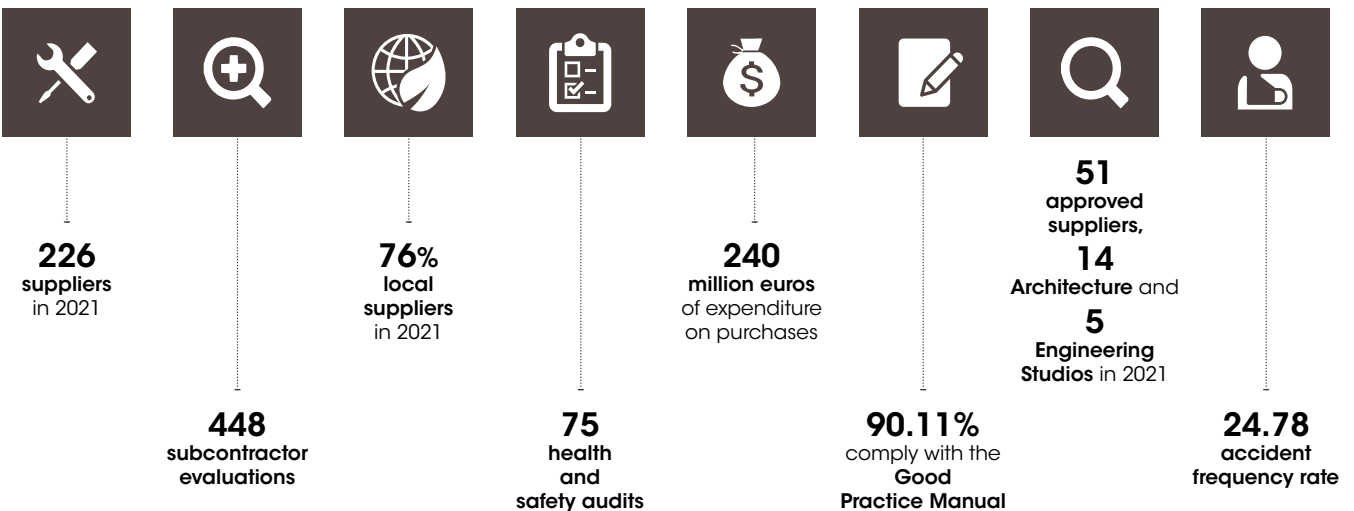 226
suppliers
in 2021
448
subcontractor
evaluations
76%
local
suppliers
in 2021
75
health
and
safety audits
240
million euros
of expenditure
on purchases
90.11%
comply with the
Good
Practice Manual
51
approved
suppliers,
14
Architecture and
5
Engineering
Studios in 2021
24.78
accident
frequency rate